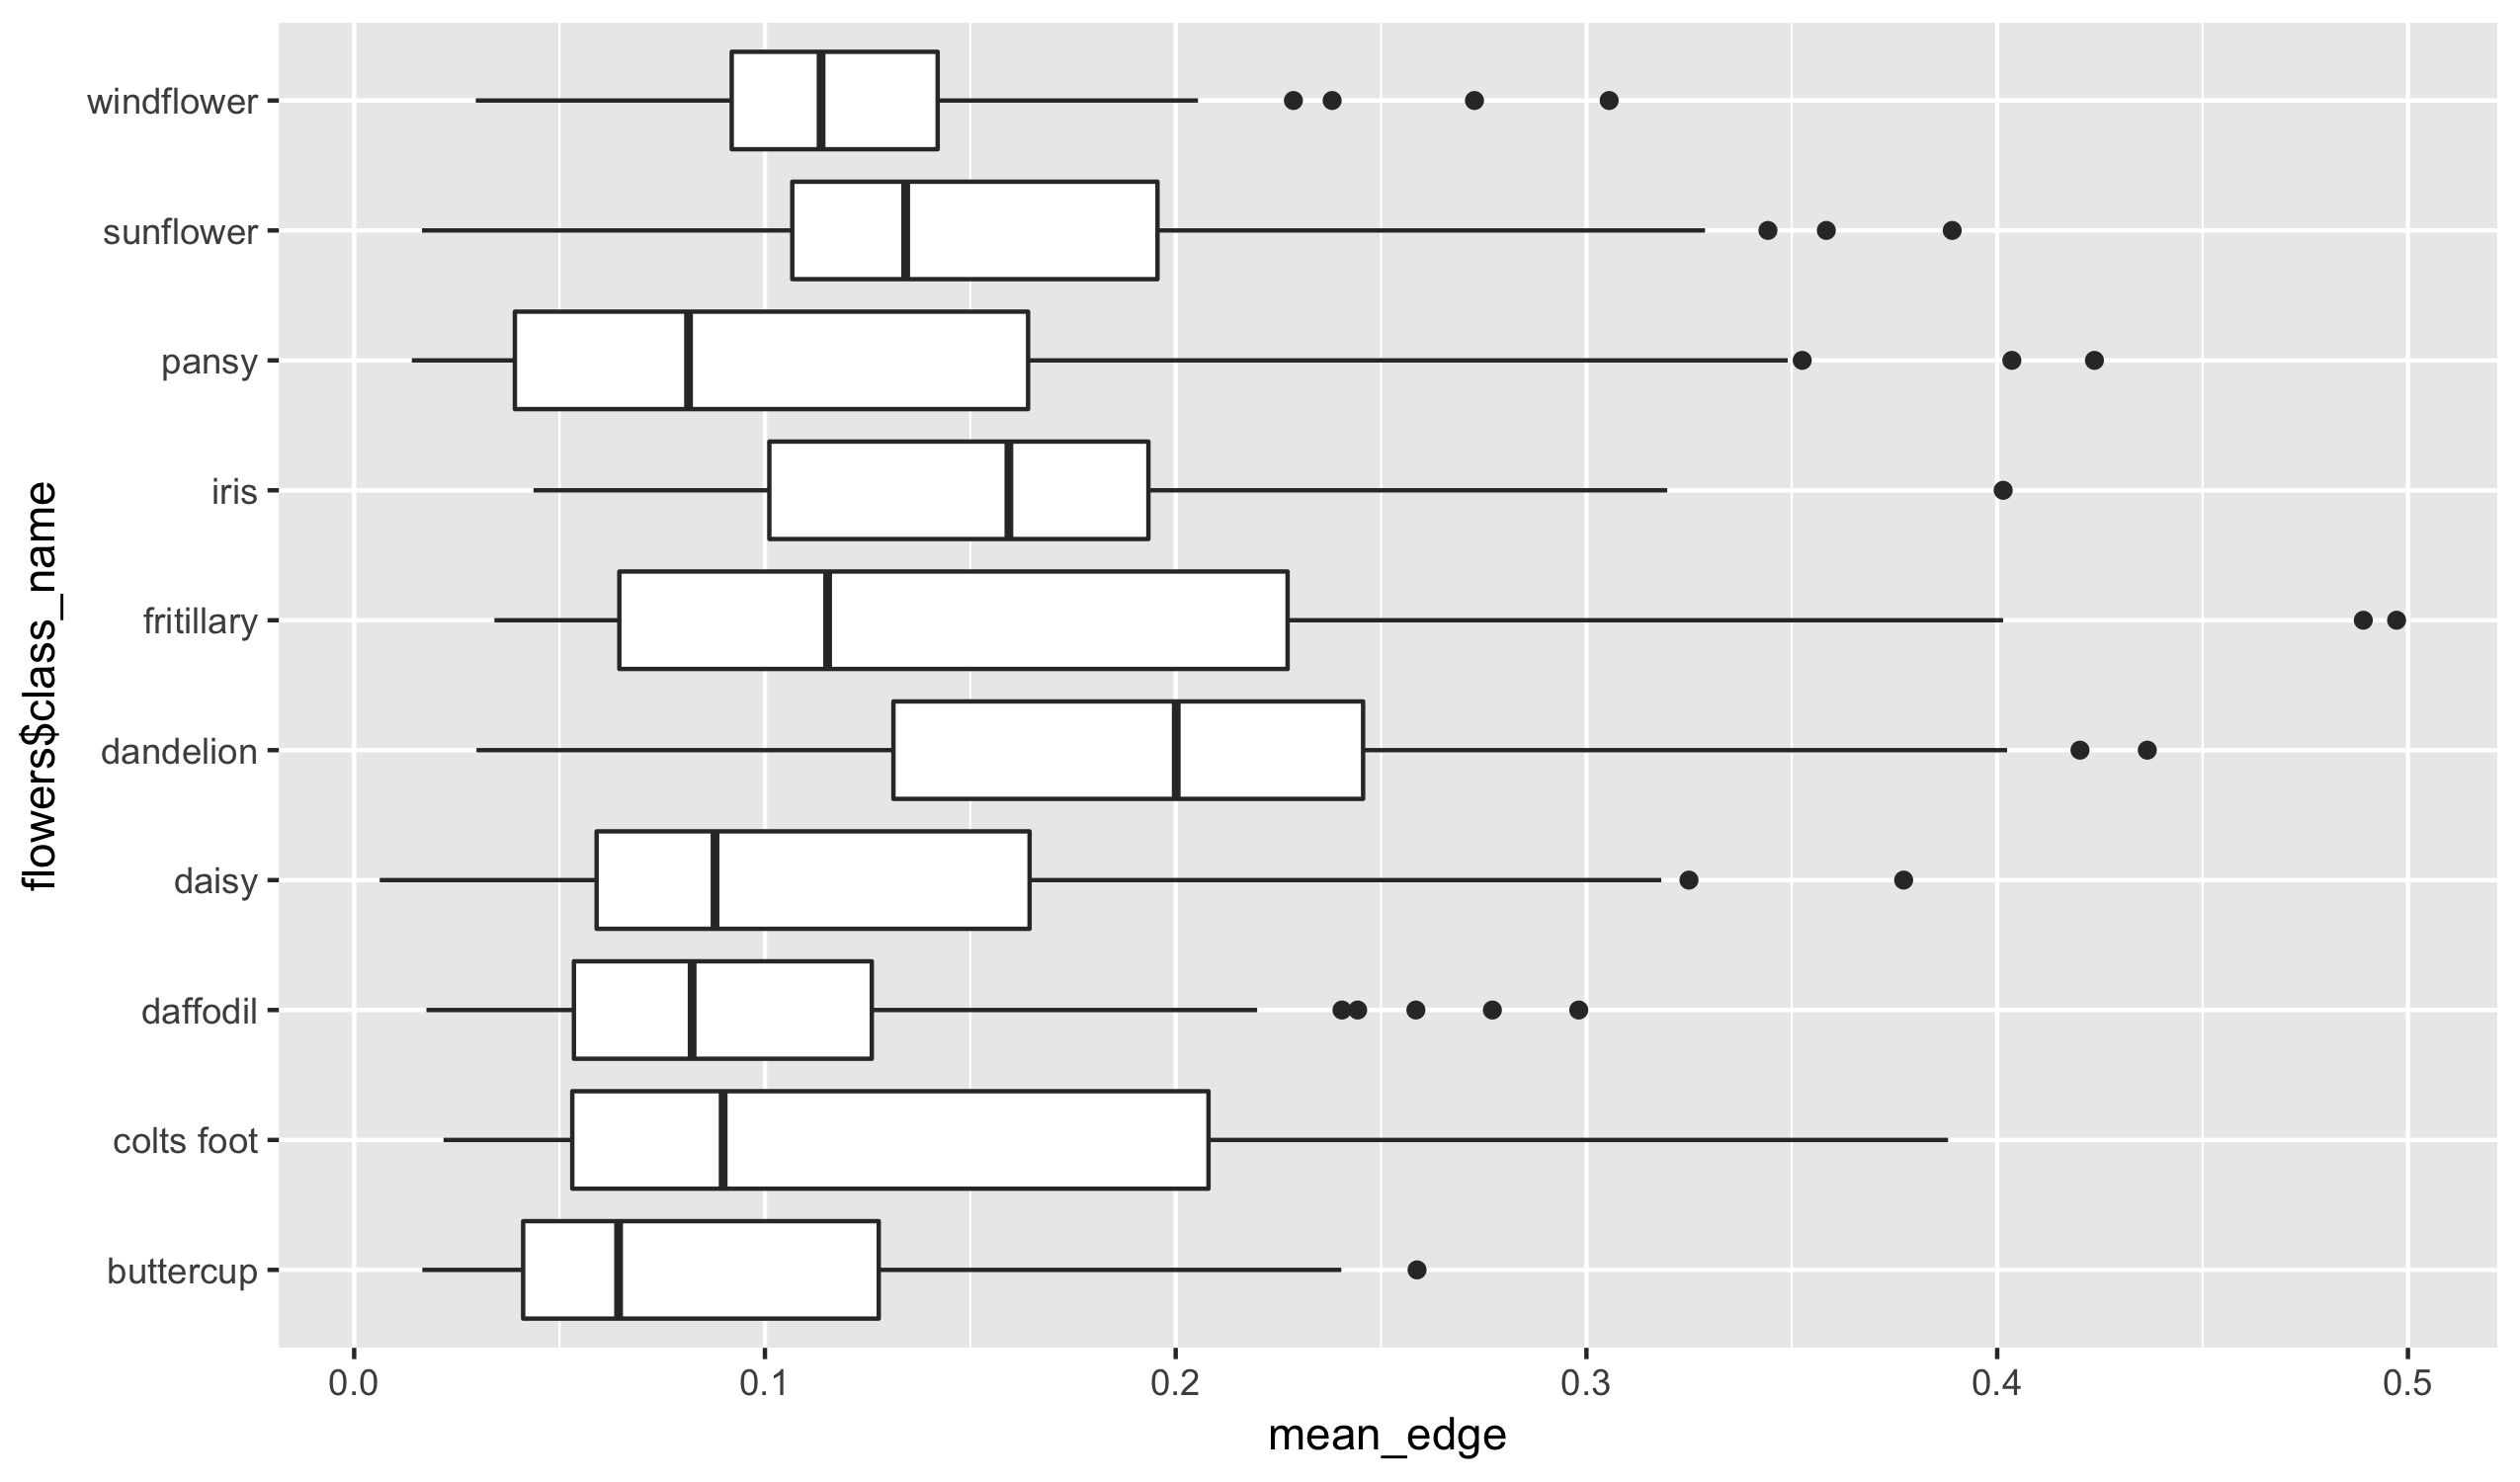 flowers$class_name
windflower
sunflower
pansy
iris
fritillary
dandelion
daisy
daffodil
colts foot
buttercup
0.0 0.1 0.2 0.3 0.4 0.5
mean_edge